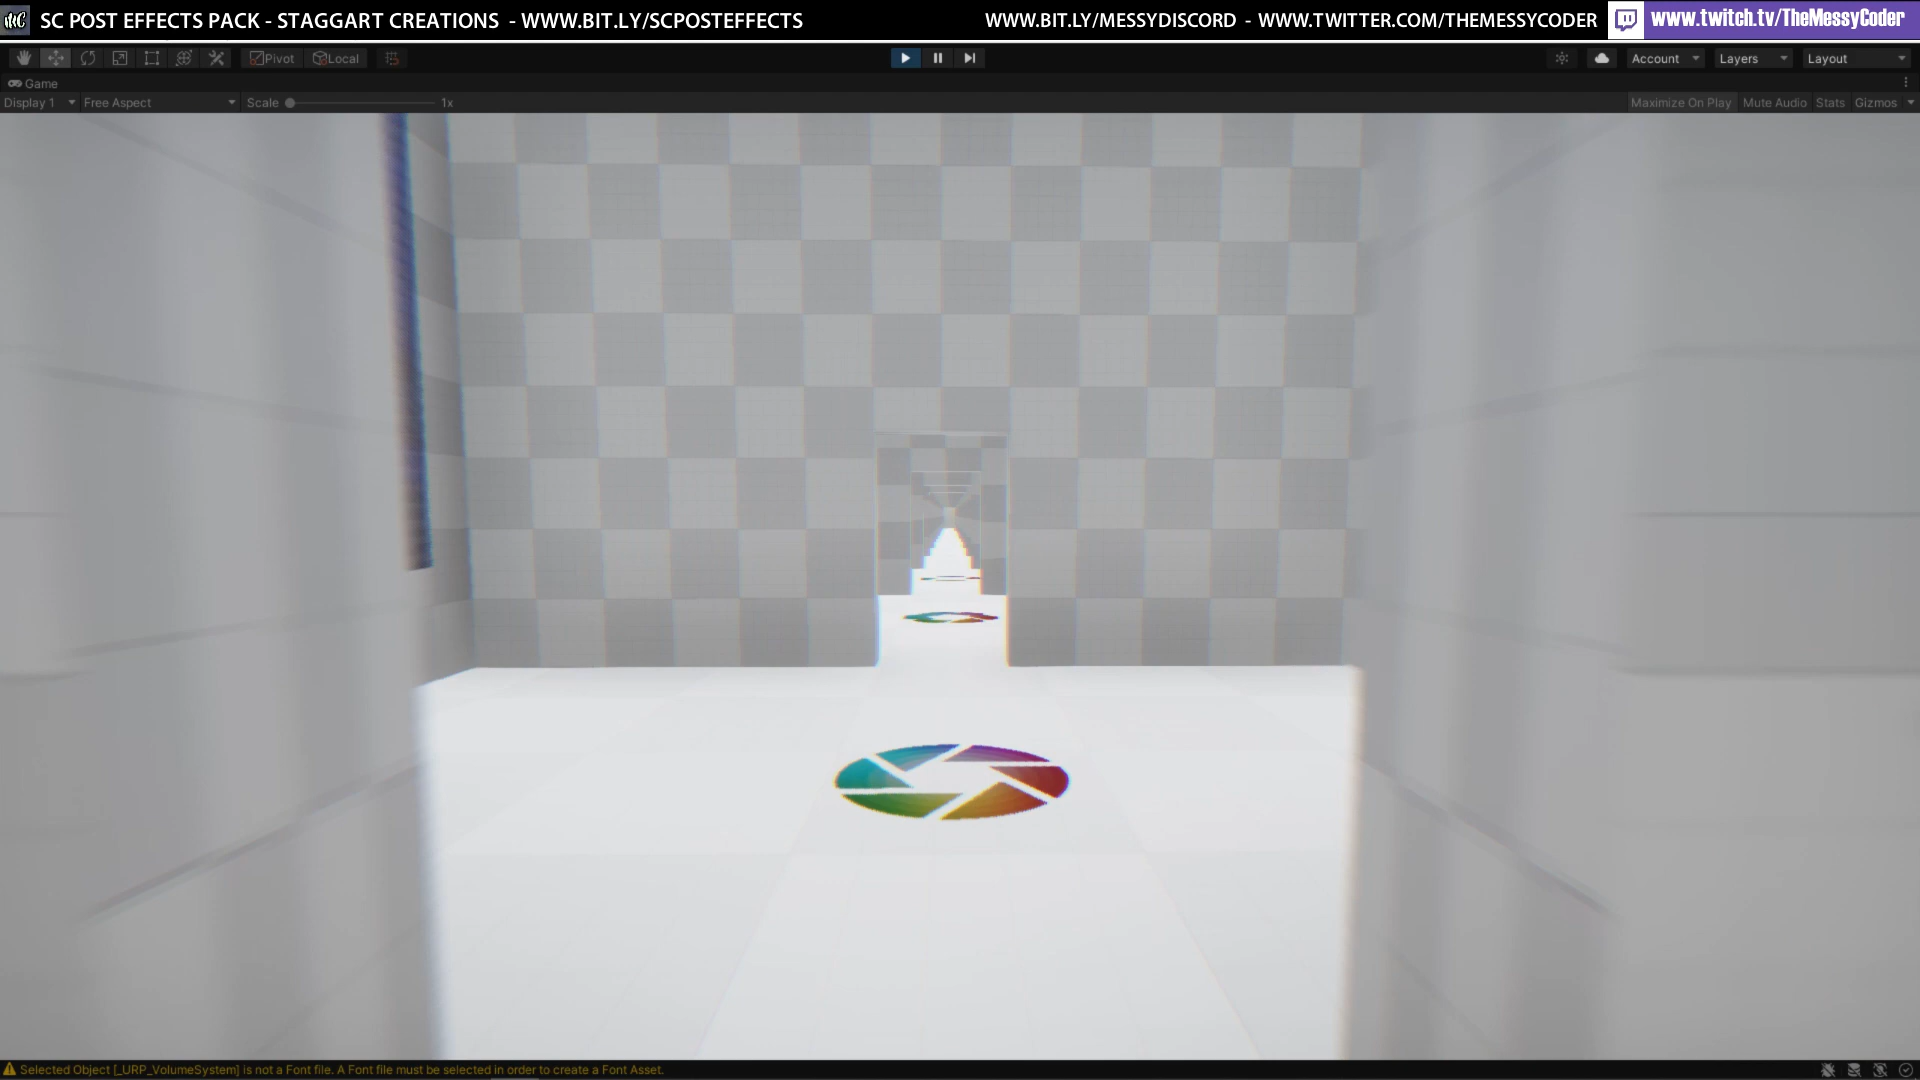 MC SC POST EFFECTS PACK - STAGGART CREATIONS - WWW.BIT.LY/SCPOSTEFFECTS WWW.BIT.LY/MESSYDISCORD - WWW.TWITTER.COM/THEMESSYCODER www.twitch.tv/TheMessyCoder
Pivot Local Account Layers Layout
Game
Display 1 Free Aspect Scale 1x Maximize On Play Mute Audio Stats Gizmos
Selected Object [_URP_VolumeSystem] is not a Font file. A Font file must be selected in order to create a Font Asset.